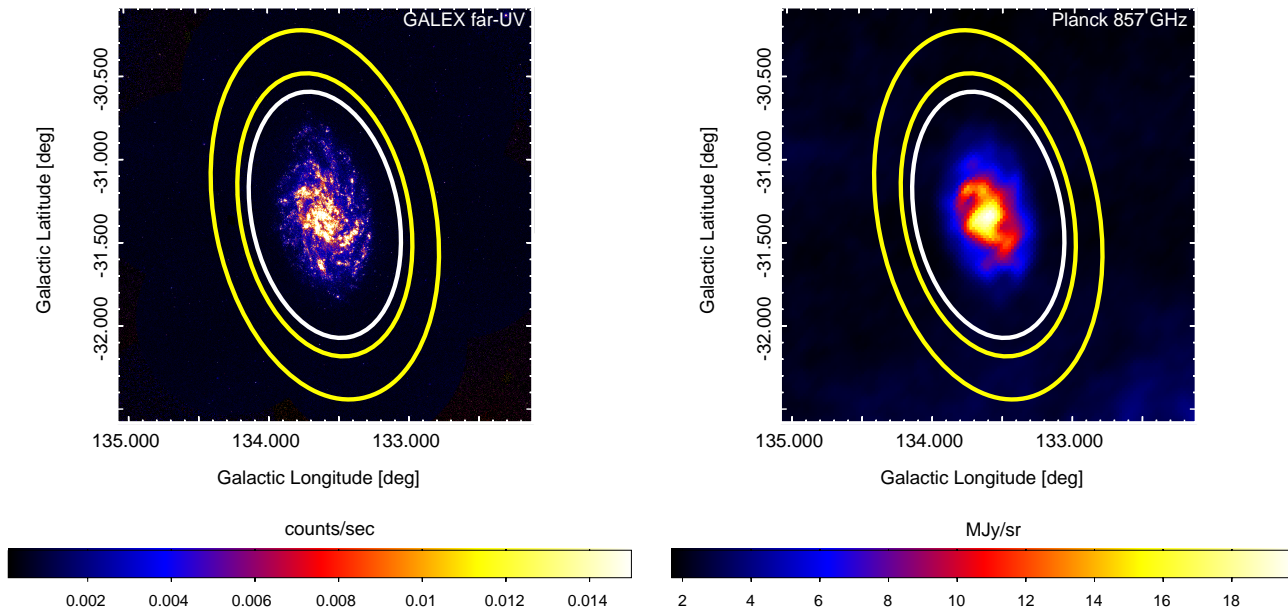 GALEX far-UV
-30.500
-31.000
-31.500
-32.000
Galactic Latitude [deg]
135.000 134.000 133.000
Galactic Longitude [deg]
counts/sec
0.002 0.004 0.006 0.008 0.01 0.012 0.014
Planck 857 GHz
-30.500
-31.000
-31.500
-32.000
Galactic Latitude [deg]
135.000 134.000 133.000
Galactic Longitude [deg]
MJy/sr
2 4 6 8 10 12 14 16 18